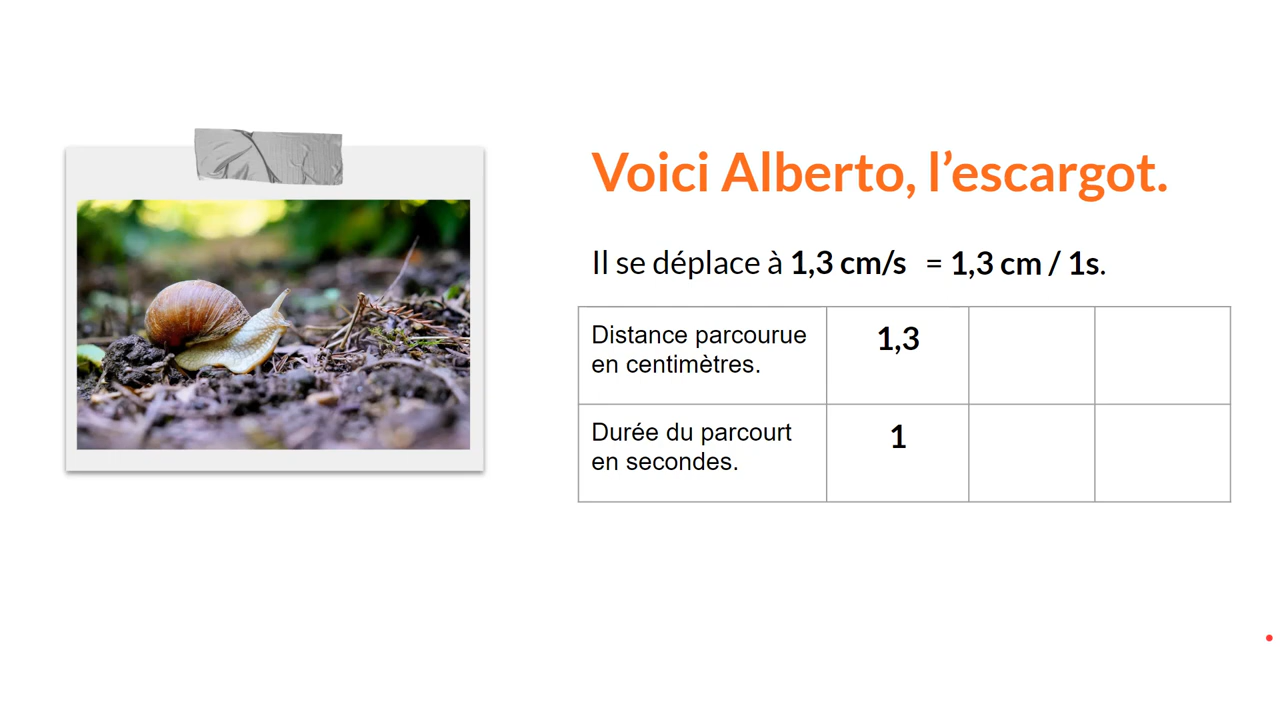 Voici Alberto, l’escargot.
Il se déplace à 1,3 cm/s = 1,3 cm / 1s.
Distance parcourue
en centimètres.
1,3
Durée du parcourt
en secondes.
1